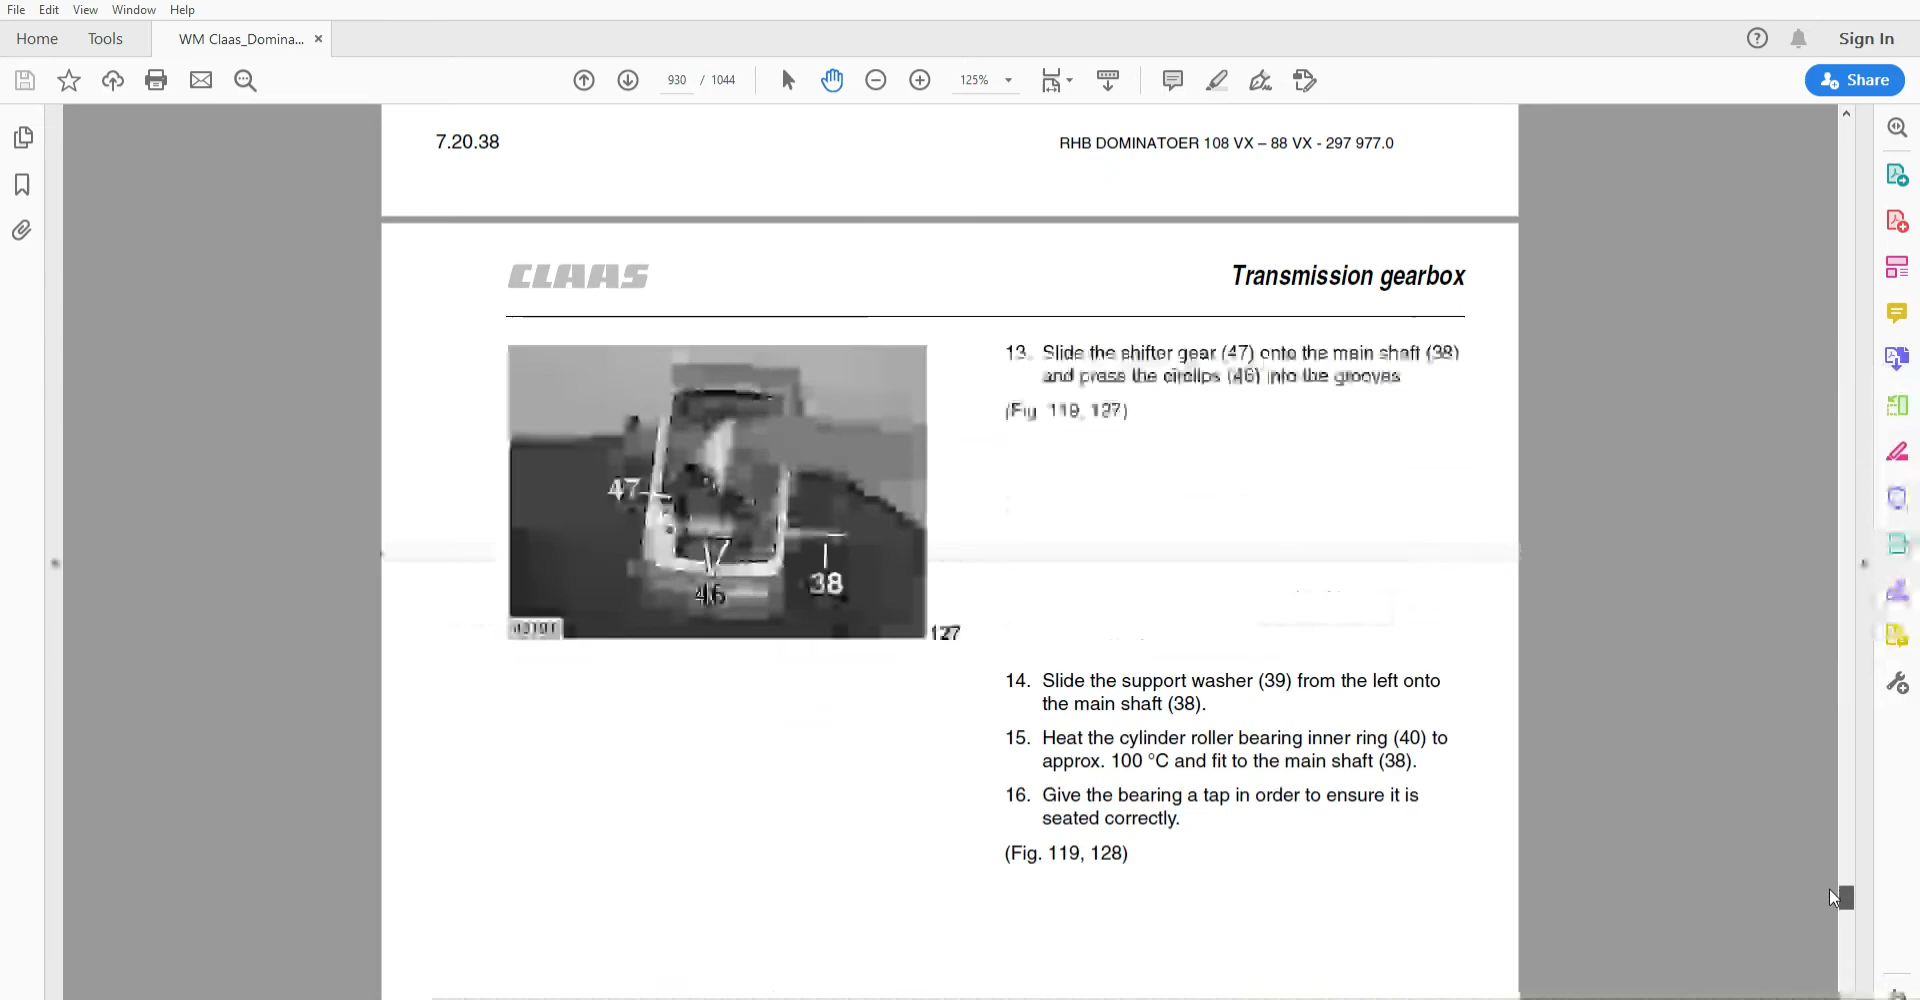 File Edit View Window Help
Home Tools WM Claas_Domina... × Sign In
930 / 1044 125% Share
7.20.38 RHB DOMINATOER 108 VX – 88 VX - 297 977.0
CLAAS Transmission gearbox
13. Slide the shifter gear (47) onto the main shaft (38)
and press the circlips (46) into the grooves
(Fig. 119, 127)
47
46
38
127
14. Slide the support washer (39) from the left onto
the main shaft (38).
15. Heat the cylinder roller bearing inner ring (40) to
approx. 100 °C and fit to the main shaft (38).
16. Give the bearing a tap in order to ensure it is
seated correctly.
(Fig. 119, 128)